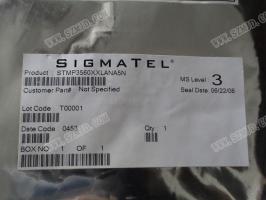 SIGMATEL
Product : STMP3560XXLANA5N
MS Level: 3
Customer Part# Not Specified
Seal Date: 06/22/06
Lot Code T00001
Date Code 0453 Qty : 1
BOX NO 1 OF 1